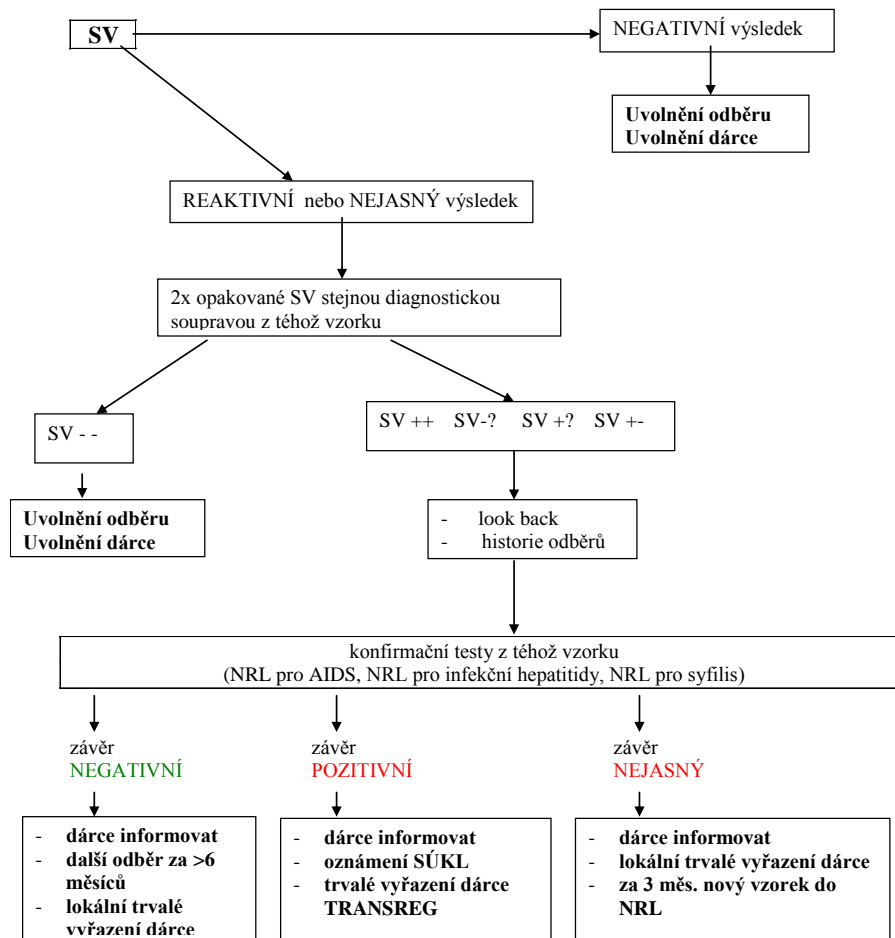 SV
NEGATIVNÍ výsledek
Uvolnění odběru
Uvolnění dárce
REAKTIVNÍ nebo NEJASNÝ výsledek
2x opakované SV stejnou diagnostickou
soupravou z téhož vzorku
SV - -
SV ++ SV-? SV +? SV +-
Uvolnění odběru
Uvolnění dárce
- look back
- historie odběrů
konfirmační testy z téhož vzorku
(NRL pro AIDS, NRL pro infekční hepatitidy, NRL pro syfilis)
závěr
NEGATIVNÍ
závěr
POZITIVNÍ
závěr
NEJASNÝ
- dárce informovat
- další odběr za >6
měsíců
- lokální trvalé
vyřazení dárce
- dárce informovat
- oznámení SÚKL
- trvalé vyřazení dárce
TRANSREG
- dárce informovat
- lokální trvalé vyřazení dárce
- za 3 měs. nový vzorek do
NRL